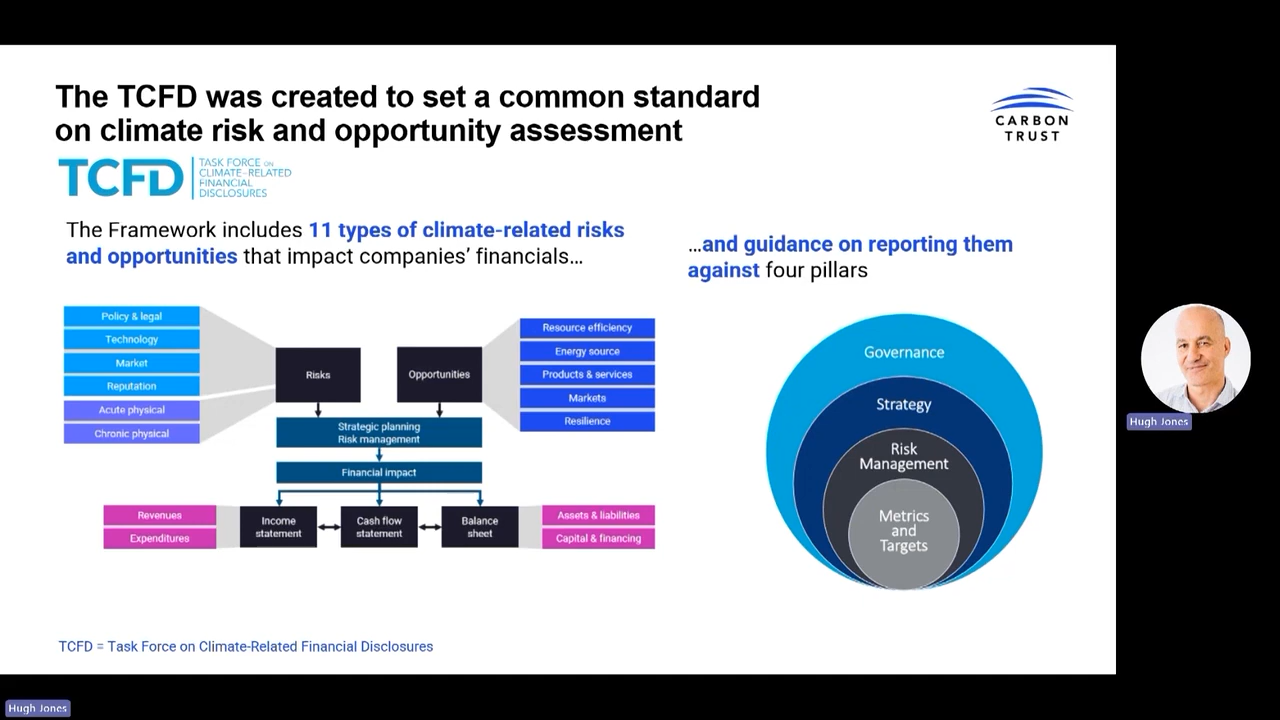 The TCFD was created to set a common standard
on climate risk and opportunity assessment
CARBON
TRUST
TCFD
TASK FORCE ON
CLIMATE-RELATED
FINANCIAL
DISCLOSURES
The Framework includes 11 types of climate-related risks
and opportunities that impact companies’ financials…
…and guidance on reporting them
against four pillars
Policy & legal
Technology
Market
Reputation
Acute physical
Chronic physical
Risks
Opportunities
Resource efficiency
Energy source
Products & services
Markets
Resilience
Strategic planning
Risk management
Financial impact
Revenues
Expenditures
Income
statement
Cash flow
statement
Balance
sheet
Assets & liabilities
Capital & financing
Governance
Strategy
Risk
Management
Metrics
and
Targets
Hugh Jones
TCFD = Task Force on Climate-Related Financial Disclosures
Hugh Jones